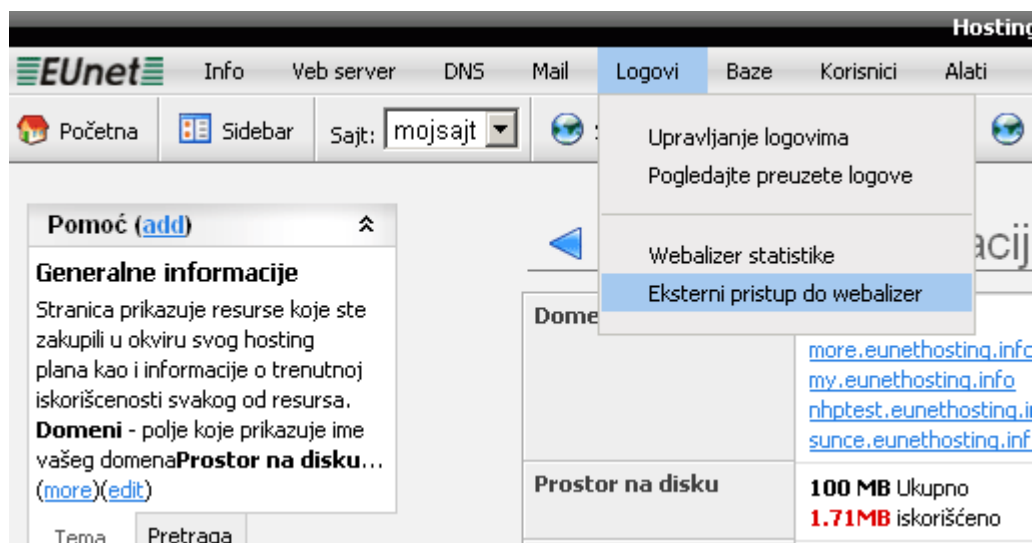 Hosting
EUnet Info Veb server DNS Mail Logovi Baze Korisnici Alati
Početna Sidebar Sajt: mojsajt
Upravljanje logovima
Pogledajte preuzete logove
Webalizer statistike
Eksterni pristup do webalizer
Pomoć (add)
Generalne informacije
Stranica prikazuje resurse koje ste
zakupili u okviru svog hosting
plana kao i informacije o trenutnoj
iskorišcenosti svakog od resursa.
Domeni - polje koje prikazuje ime
vašeg domenaProstor na disku...
(more)(edit)
Tema Pretraga
more.eunethosting.info
my.eunethosting.info
nhptest.eunethosting.i
sunce.eunethosting.inf
Prostor na disku
100 MB Ukupno
1.71MB iskorišćeno